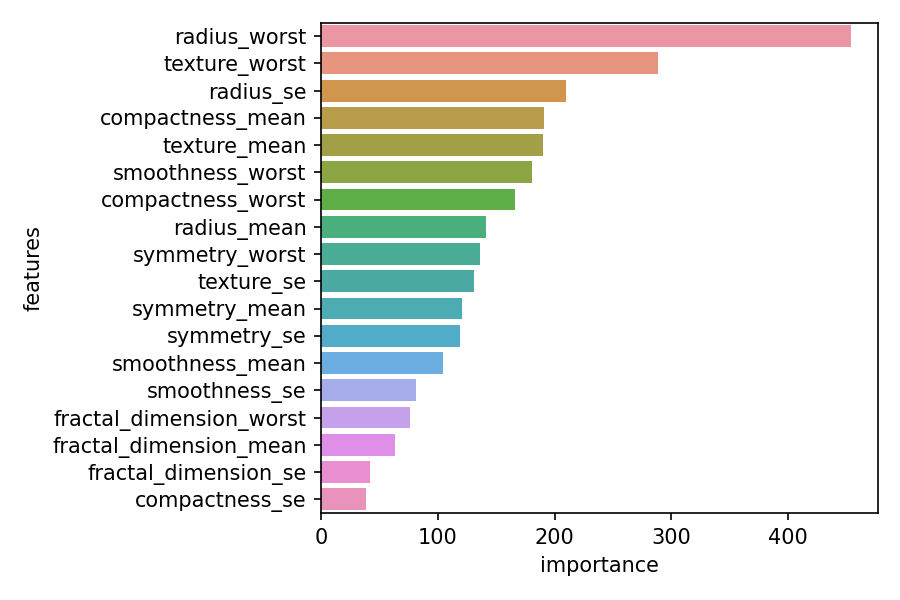 radius_worst
texture_worst
radius_se
compactness_mean
texture_mean
smoothness_worst
compactness_worst
radius_mean
symmetry_worst
texture_se
symmetry_mean
symmetry_se
smoothness_mean
smoothness_se
fractal_dimension_worst
fractal_dimension_mean
fractal_dimension_se
compactness_se
features
0 100 200 300 400
importance